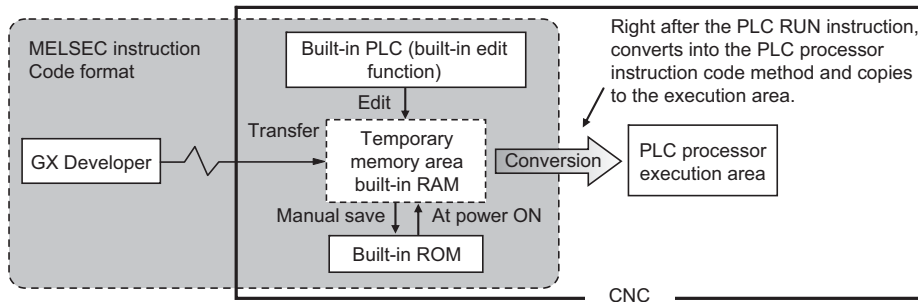 MELSEC instruction
Code format
Built-in PLC (built-in edit
function)
Right after the PLC RUN instruction,
converts into the PLC processor
instruction code method and copies
to the execution area.
Edit
Transfer
GX Developer
Temporary
memory area
built-in RAM
Conversion
PLC processor
execution area
Manual save
At power ON
Built-in ROM
CNC